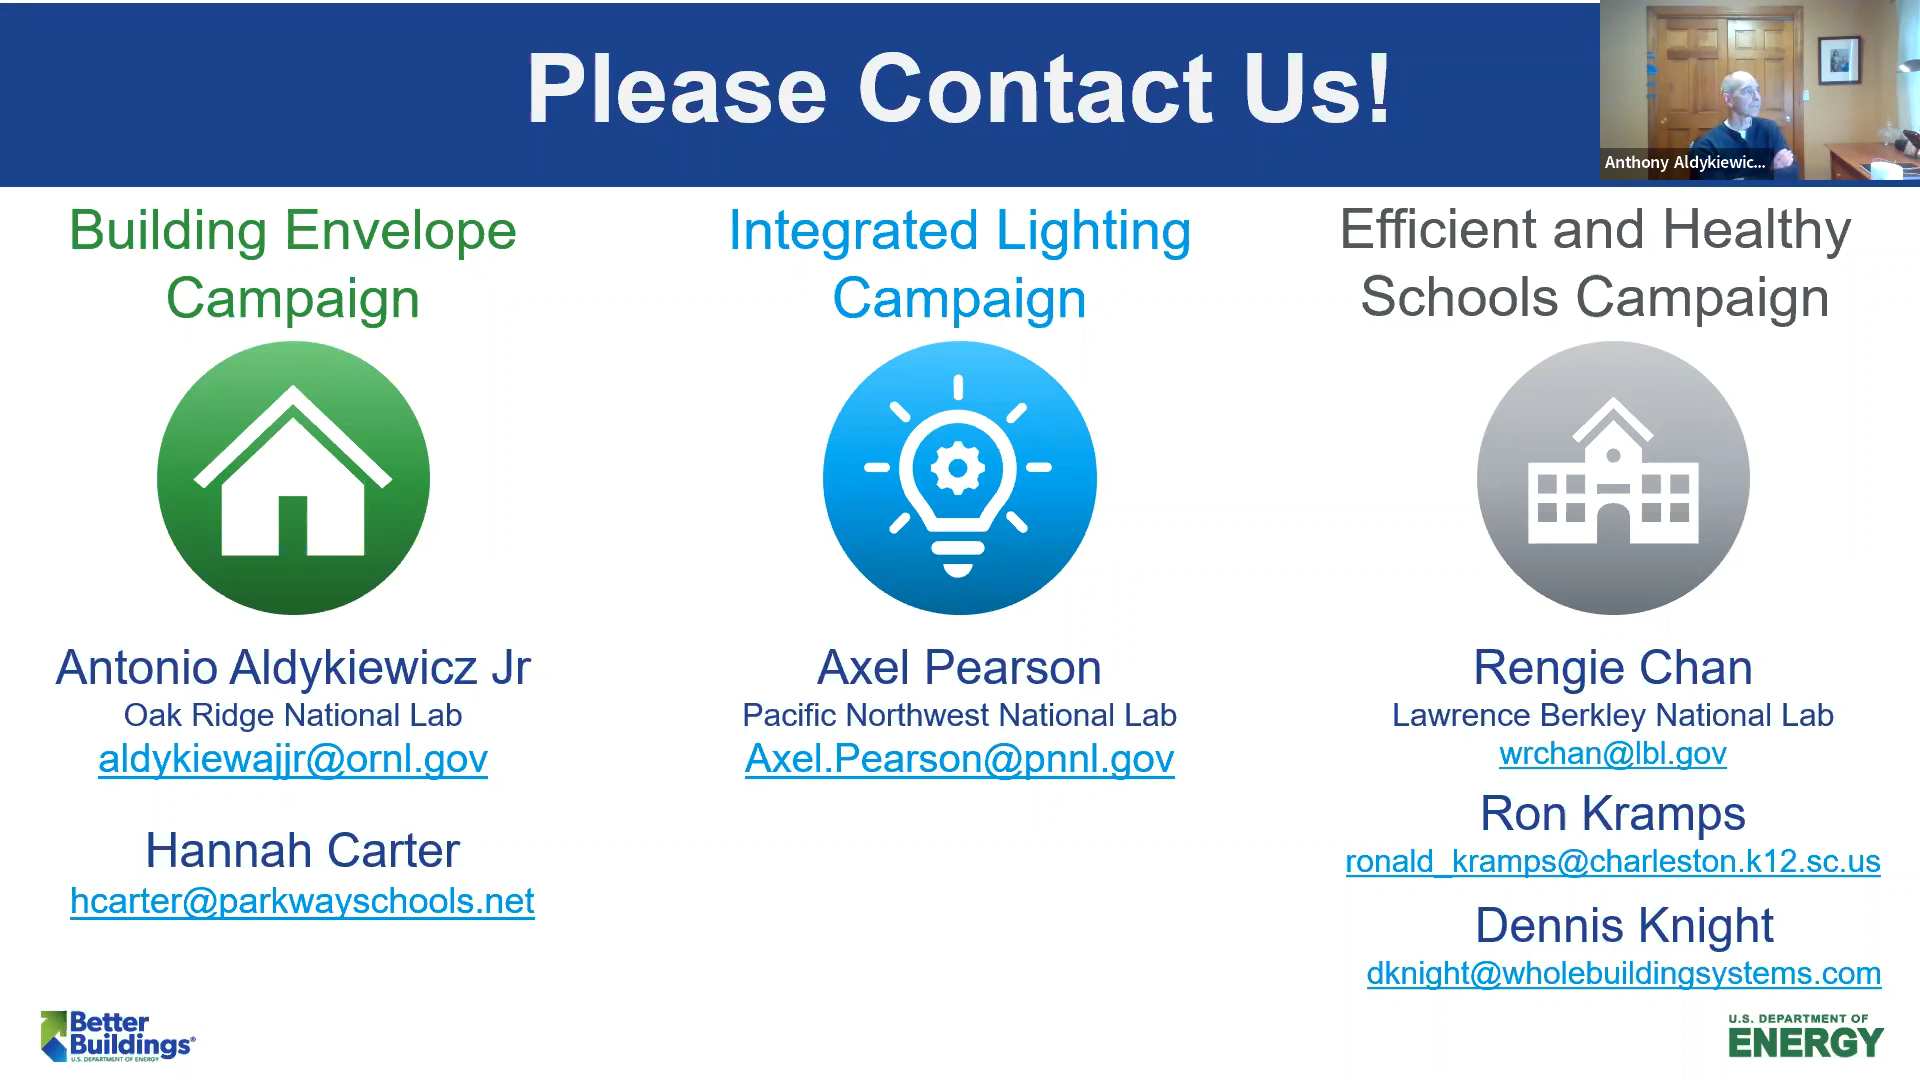 Please Contact Us!
Anthony Aldykiewic...
Building Envelope
Campaign
Antonio Aldykiewicz Jr
Oak Ridge National Lab
aldykiewajjr@ornl.gov
Hannah Carter
hcarter@parkwayschools.net
Integrated Lighting
Campaign
Axel Pearson
Pacific Northwest National Lab
Axel.Pearson@pnnl.gov
Efficient and Healthy
Schools Campaign
Rengie Chan
Lawrence Berkley National Lab
wrchan@lbl.gov
Ron Kramps
ronald_kramps@charleston.k12.sc.us
Dennis Knight
dknight@wholebuildingsystems.com
Better
Buildings®
U.S. DEPARTMENT OF ENERGY
U.S. DEPARTMENT OF
ENERGY